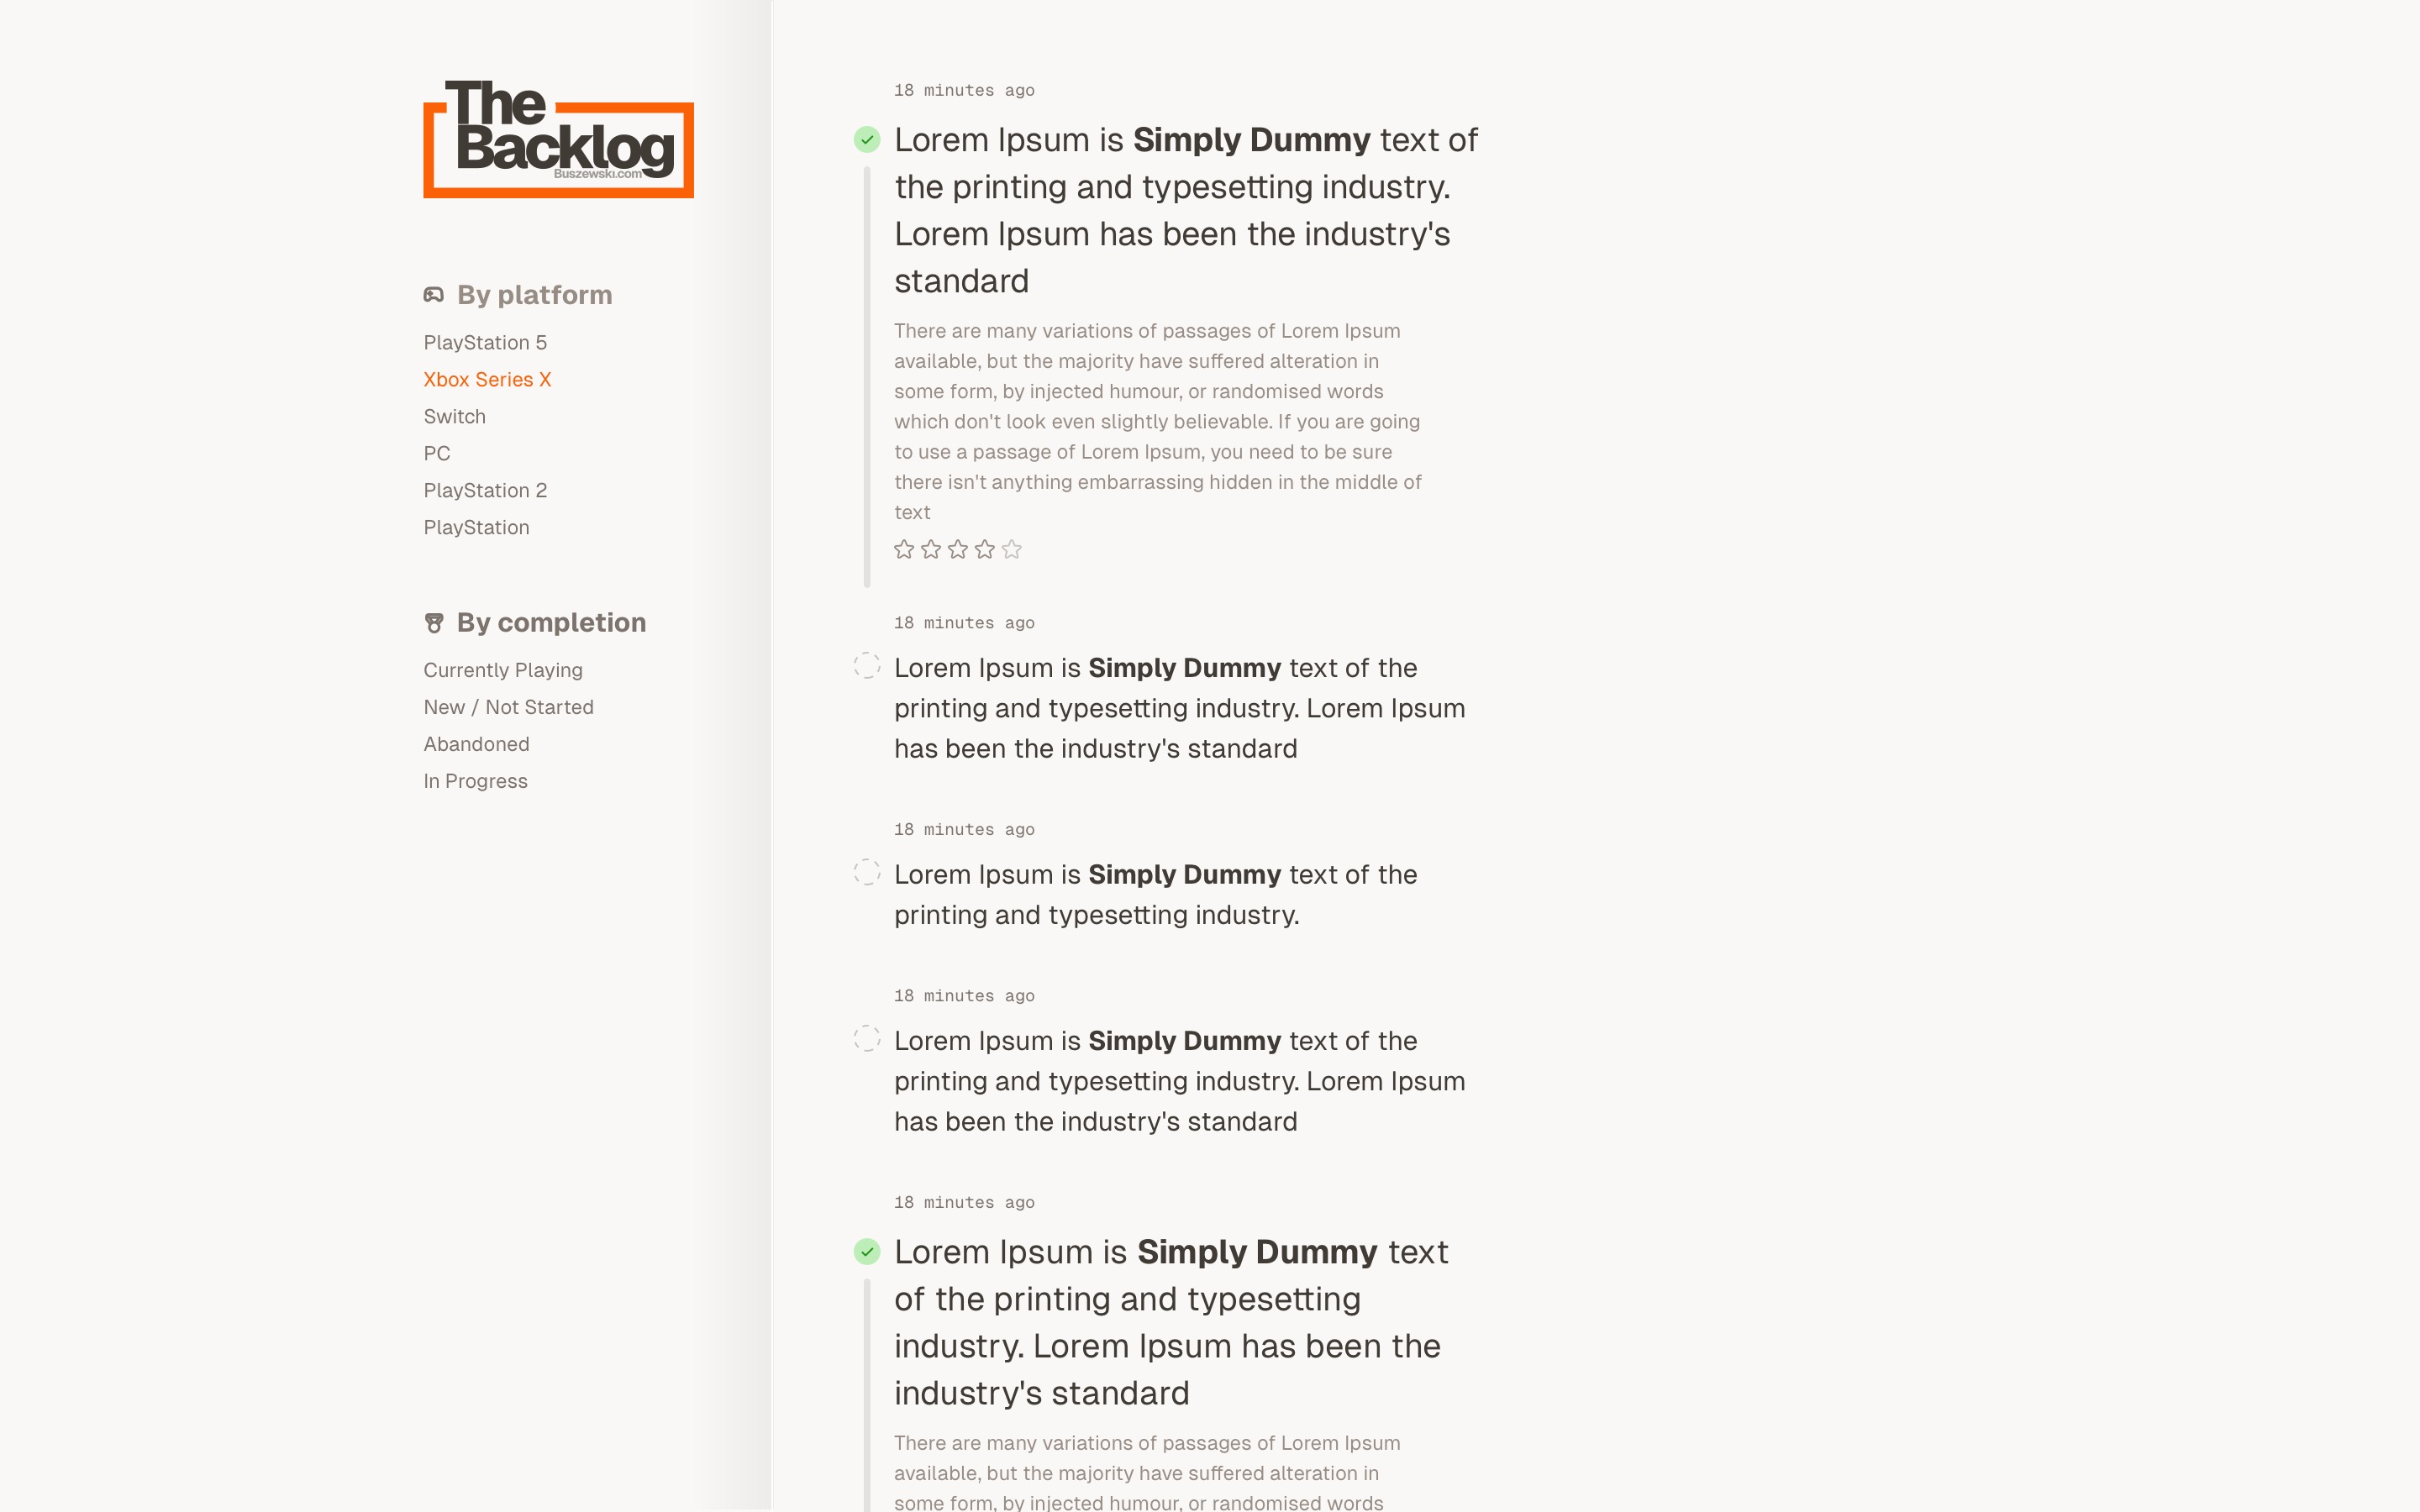 The
Backlog
Buszewski.com
By platform
PlayStation 5
Xbox Series X
Switch
PC
PlayStation 2
PlayStation
By completion
Currently Playing
New / Not Started
Abandoned
In Progress
18 minutes ago
Lorem Ipsum is Simply Dummy text of
the printing and typesetting industry.
Lorem Ipsum has been the industry's
standard
There are many variations of passages of Lorem Ipsum
available, but the majority have suffered alteration in
some form, by injected humour, or randomised words
which don't look even slightly believable. If you are going
to use a passage of Lorem Ipsum, you need to be sure
there isn't anything embarrassing hidden in the middle of
text
18 minutes ago
Lorem Ipsum is Simply Dummy text of the
printing and typesetting industry. Lorem Ipsum
has been the industry's standard
18 minutes ago
Lorem Ipsum is Simply Dummy text of the
printing and typesetting industry.
18 minutes ago
Lorem Ipsum is Simply Dummy text of the
printing and typesetting industry. Lorem Ipsum
has been the industry's standard
18 minutes ago
Lorem Ipsum is Simply Dummy text
of the printing and typesetting
industry. Lorem Ipsum has been the
industry's standard
There are many variations of passages of Lorem Ipsum
available, but the majority have suffered alteration in
some form, by injected humour, or randomised words